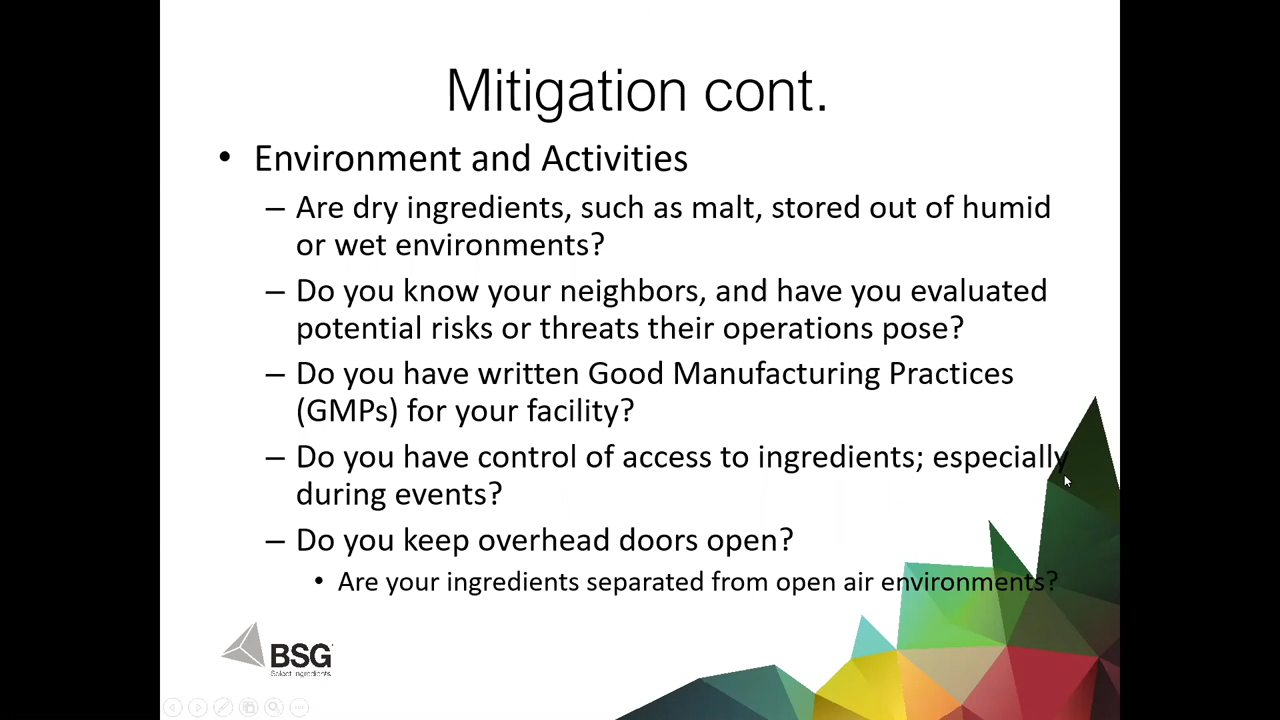 Mitigation cont.
• Environment and Activities
– Are dry ingredients, such as malt, stored out of humid
or wet environments?
– Do you know your neighbors, and have you evaluated
potential risks or threats their operations pose?
– Do you have written Good Manufacturing Practices
(GMPs) for your facility?
– Do you have control of access to ingredients; especially
during events?
– Do you keep overhead doors open?
• Are your ingredients separated from open air environments?
BSG
Select Ingredients